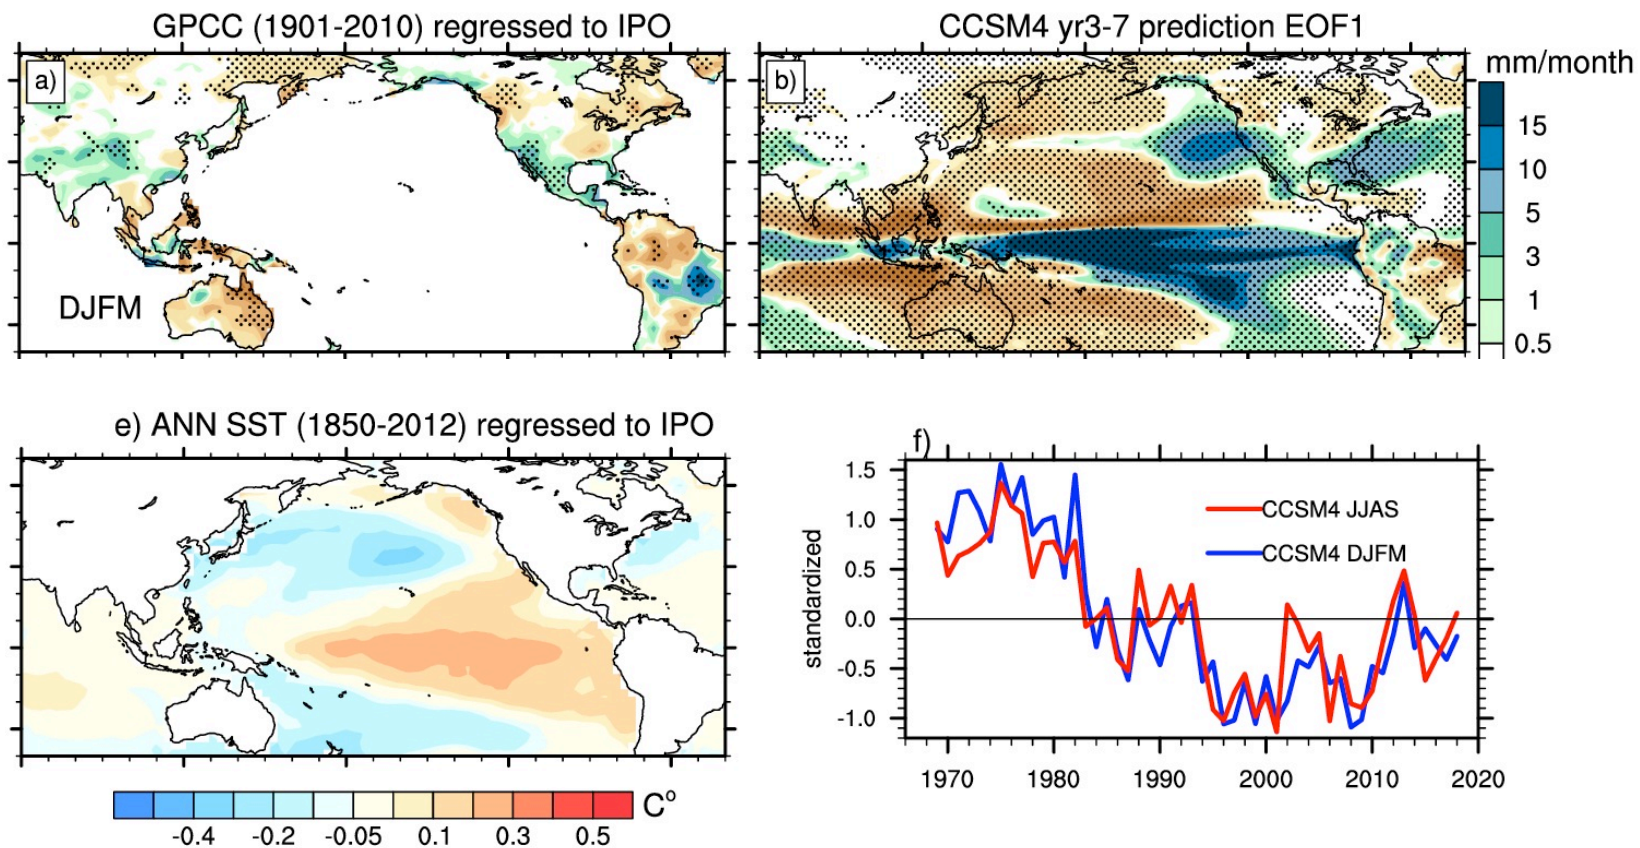 GPCC (1901-2010) regressed to IPO
CCSM4 yr3-7 prediction EOF1
mm/month
a)
b)
15
10
5
3
1
0.5
DJFM
e) ANN SST (1850-2012) regressed to IPO
f)
1.5
1.0
0.5
0.0
-0.5
-1.0
standardized
CCSM4 JJAS
CCSM4 DJFM
1970 1980 1990 2000 2010 2020
C°
-0.4 -0.2 -0.05 0.1 0.3 0.5